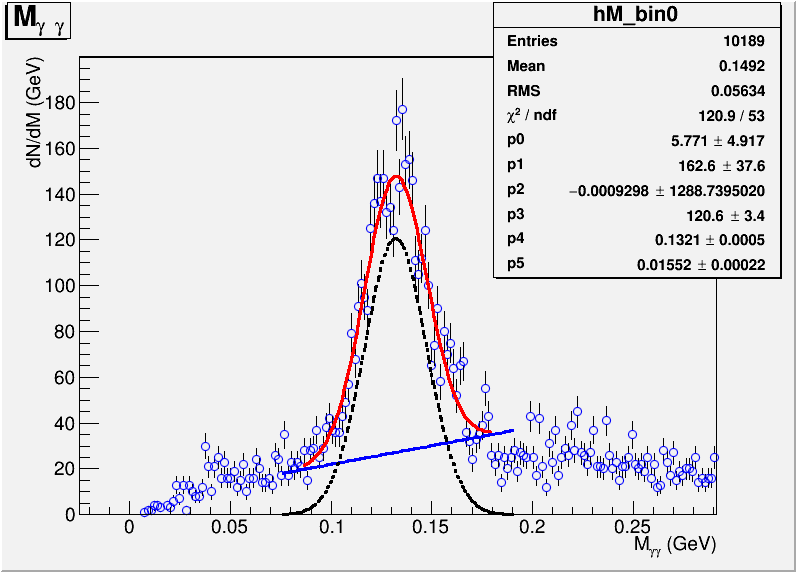 M_γ γ
hM_bin0
Entries 10189
Mean 0.1492
RMS 0.05634
χ² / ndf 120.9 / 53
p0 5.771 ± 4.917
p1 162.6 ± 37.6
p2 −0.0009298 ± 1288.7395020
p3 120.6 ± 3.4
p4 0.1321 ± 0.0005
p5 0.01552 ± 0.00022
dN/dM (GeV)
180
160
140
120
100
80
60
40
20
0
0 0.05 0.1 0.15 0.2 0.25
M_γγ (GeV)